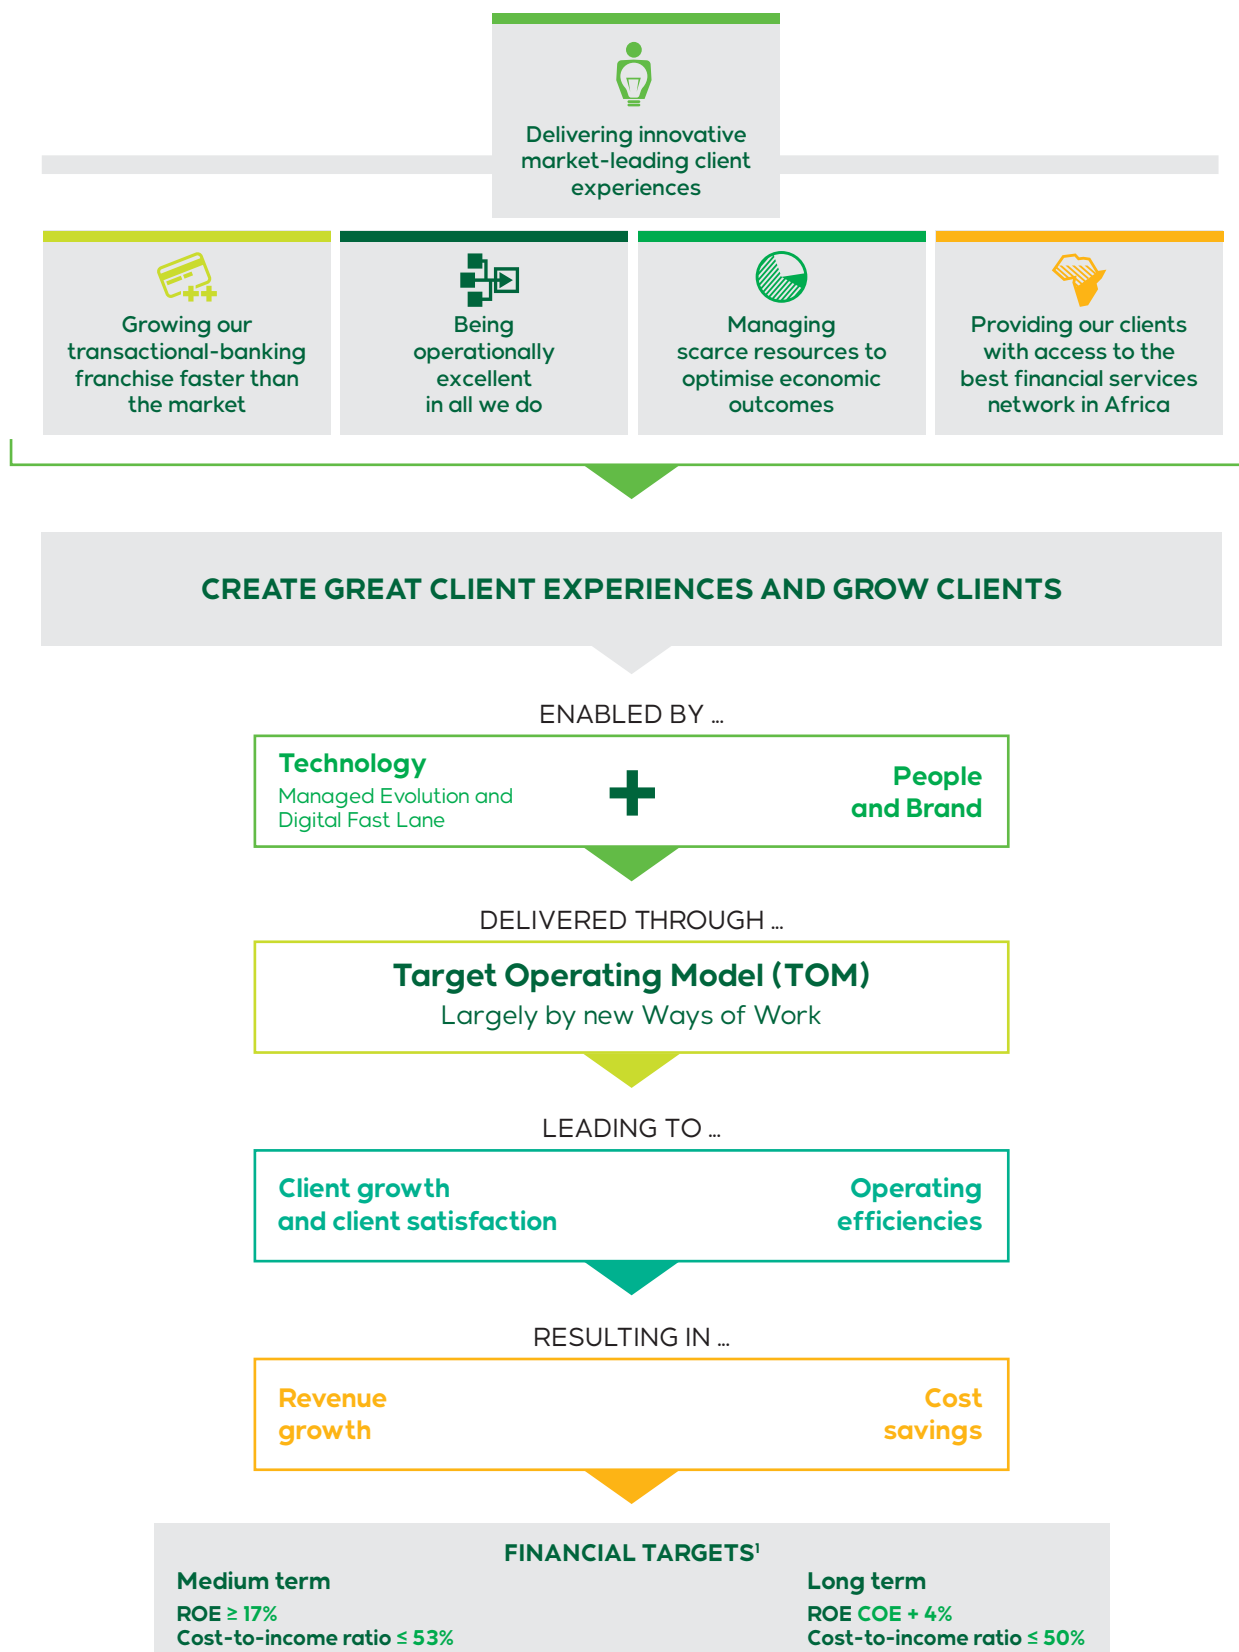 Delivering innovative
market-leading client
experiences
Growing our
transactional-banking
franchise faster than
the market
Being
operationally
excellent
in all we do
Managing
scarce resources to
optimise economic
outcomes
Providing our clients
with access to the
best financial services
network in Africa
CREATE GREAT CLIENT EXPERIENCES AND GROW CLIENTS
ENABLED BY ...
Technology
Managed Evolution and
Digital Fast Lane
+
People
and Brand
DELIVERED THROUGH ...
Target Operating Model (TOM)
Largely by new Ways of Work
LEADING TO ...
Client growth
and client satisfaction
Operating
efficiencies
RESULTING IN ...
Revenue
growth
Cost
savings
FINANCIAL TARGETS¹
Medium term
ROE ≥ 17%
Cost-to-income ratio ≤ 53%
Long term
ROE COE + 4%
Cost-to-income ratio ≤ 50%